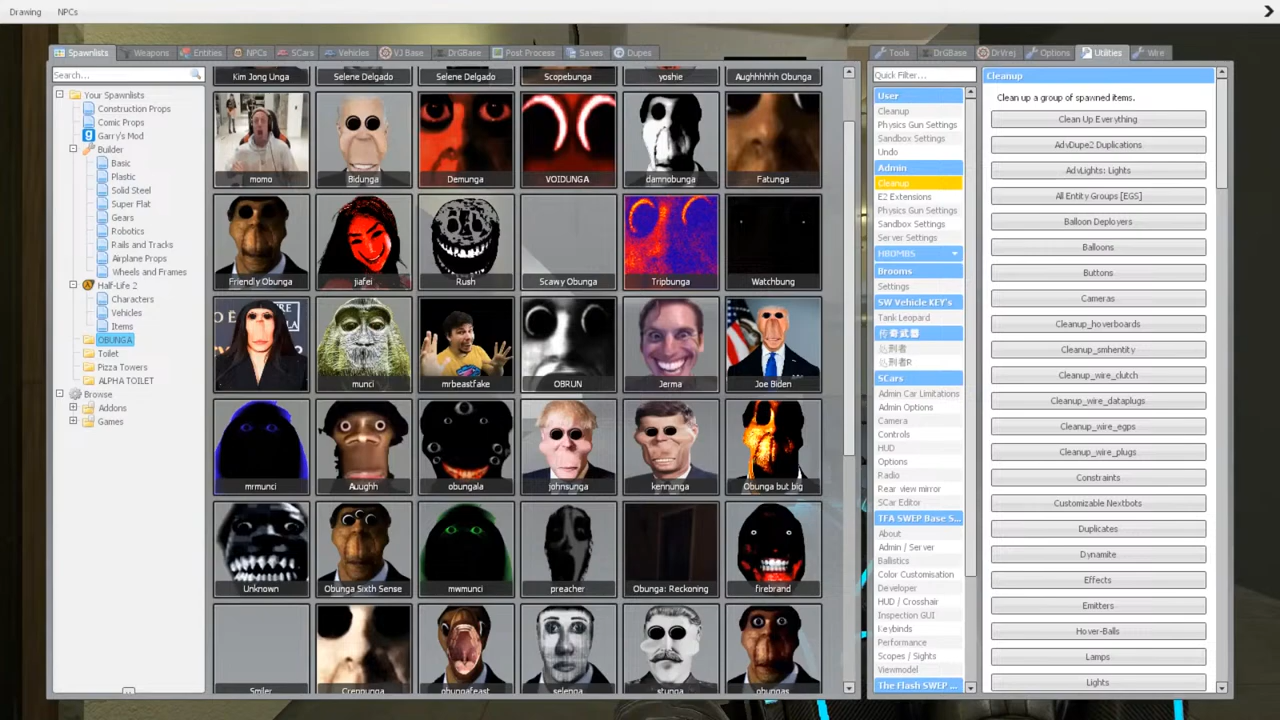 Drawing NPCs
Spawnlists Weapons Entities NPCs SCars Vehicles VJ Base DrGBase Post Process Saves Dupes
Search...
Your Spawnlists
Construction Props
Comic Props
Garry's Mod
Builder
Basic
Plastic
Solid Steel
Super Flat
Gears
Robotics
Rails and Tracks
Airplane Props
Wheels and Frames
Half-Life 2
Characters
Vehicles
Items
OBUNGA
Toilet
Pizza Towers
ALPHA TOILET
Browse
Addons
Games
Kim Jong Unga Selene Delgado Selene Delgado Scopebunga yoshie Aughhhhhh Obunga
momo Bidunga Demunga VOIDUNGA damnobunga Fatunga
Friendly Obunga jiafei Rush Scawy Obunga Tripbunga Watchbung
munci mrbeastfake OBRUN Jerma Joe Biden
mrmunci Auughh obungala johnsunga kennunga Obunga but big
Unknown Obunga Sixth Sense mwmunci preacher Obunga: Reckoning firebrand
Smiler Creppunga obungafeast selenga stunga obungas
Tools DrGBase DrVrej Options Utilities Wire
Quick Filter...
User
Cleanup
Physics Gun Settings
Sandbox Settings
Undo
Admin
Cleanup
E2 Extensions
Physics Gun Settings
Sandbox Settings
Server Settings
HBOMBS
Brooms
Settings
SW Vehicle KEY's
Tank Leopard
SCars
Admin Car Limitations
Admin Options
Camera
Controls
HUD
Options
Radio
Rear view mirror
SCar Editor
TFA SWEP Base S...
About
Admin / Server
Ballistics
Color Customisation
Developer
HUD / Crosshair
Inspection GUI
Keybinds
Performance
Scopes / Sights
Viewmodel
The Flash SWEP ...
Cleanup
Clean up a group of spawned items.
Clean Up Everything
AdvDupe2 Duplications
AdvLights: Lights
All Entity Groups [EGS]
Balloon Deployers
Balloons
Buttons
Cameras
Cleanup_hoverboards
Cleanup_smhentity
Cleanup_wire_clutch
Cleanup_wire_dataplugs
Cleanup_wire_egps
Cleanup_wire_plugs
Constraints
Customizable Nextbots
Duplicates
Dynamite
Effects
Emitters
Hover-Balls
Lamps
Lights